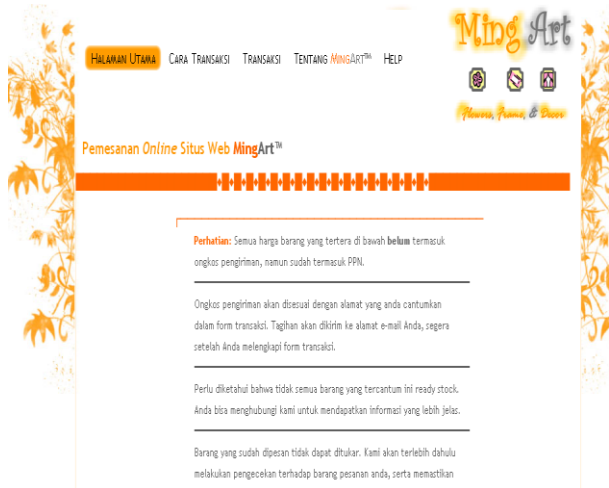 Ming Art
HALAMAN UTAMA CARA TRANSAKSI TRANSAKSI TENTANG MINGART™ HELP
Flowers, Frame, & Decor
Pemesanan Online Situs Web MingArt™
Perhatian: Semua harga barang yang tertera di bawah belum termasuk
ongkos pengiriman, namun sudah termasuk PPN.
Ongkos pengiriman akan disesuai dengan alamat yang anda cantumkan
dalam form transaksi. Tagihan akan dikirim ke alamat e-mail Anda, segera
setelah Anda melengkapi form transaksi.
Perlu diketahui bahwa tidak semua barang yang tercantum ini ready stock.
Anda bisa menghubungi kami untuk mendapatkan informasi yang lebih jelas.
Barang yang sudah dipesan tidak dapat ditukar. Kami akan terlebih dahulu
melakukan pengecekan terhadap barang pesanan anda, serta memastikan